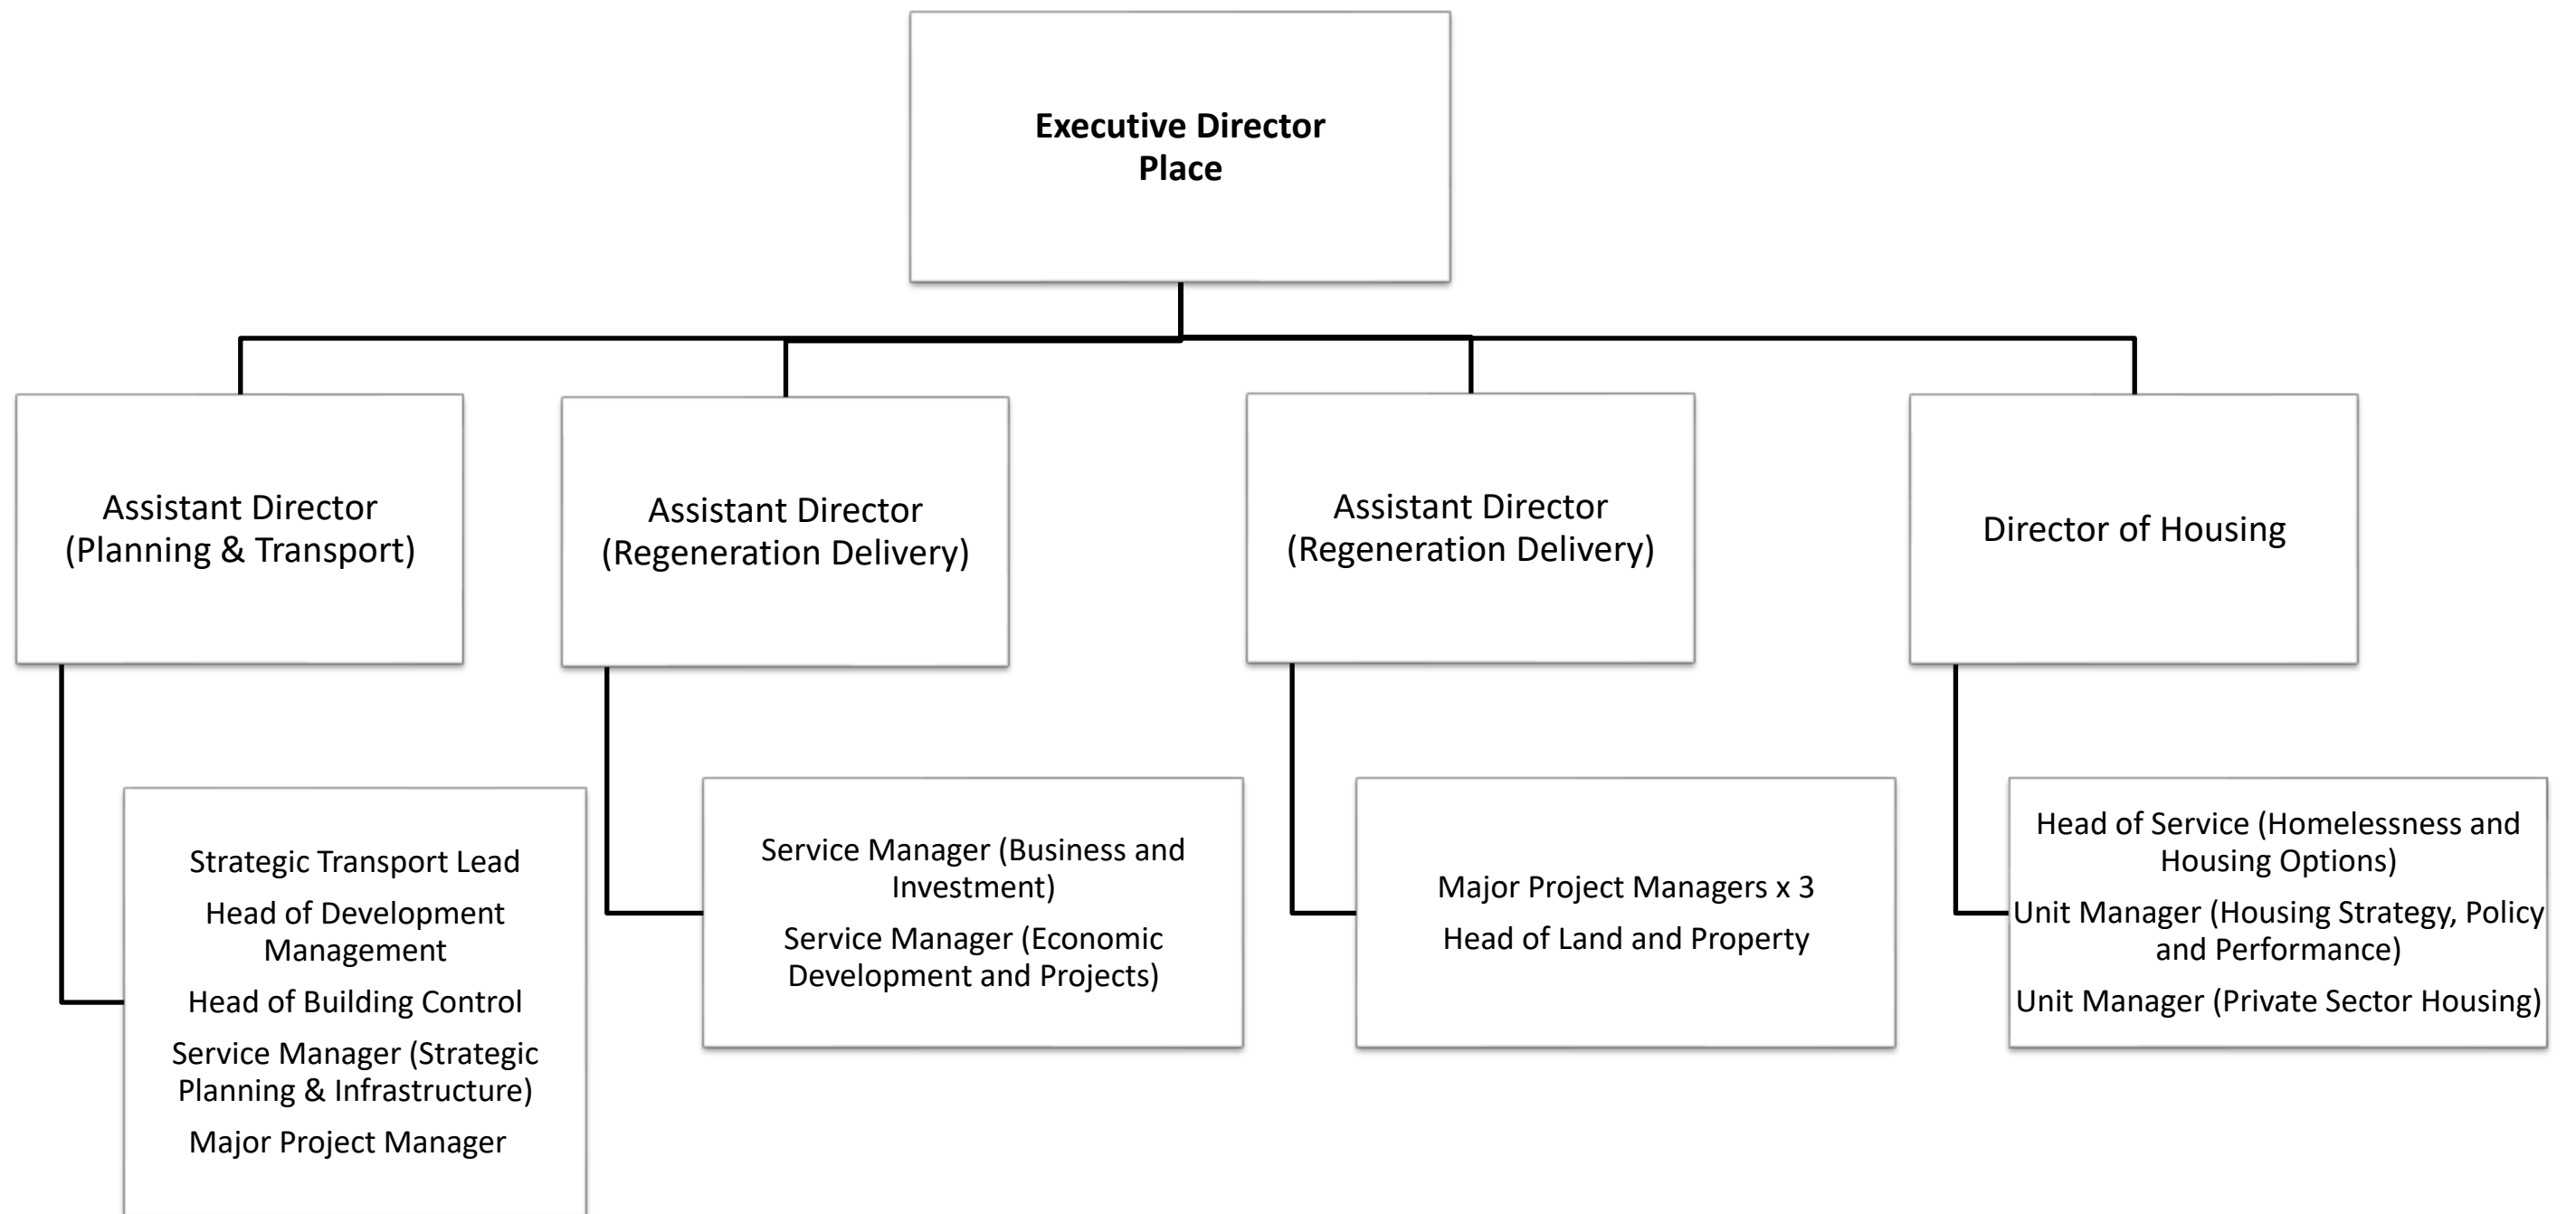 Executive Director
Place
Assistant Director
(Planning & Transport)
Assistant Director
(Regeneration Delivery)
Assistant Director
(Regeneration Delivery)
Director of Housing
Strategic Transport Lead
Head of Development
Management
Head of Building Control
Service Manager (Strategic
Planning & Infrastructure)
Major Project Manager
Service Manager (Business and
Investment)
Service Manager (Economic
Development and Projects)
Major Project Managers x 3
Head of Land and Property
Head of Service (Homelessness and
Housing Options)
Unit Manager (Housing Strategy, Policy
and Performance)
Unit Manager (Private Sector Housing)